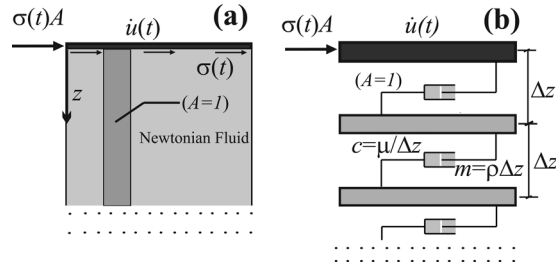 (a)
σ(t)A
u̇(t)
σ(t)
z
(A=1)
Newtonian Fluid
(b)
σ(t)A
u̇(t)
(A=1)
Δz
c=μ/Δz
m=ρΔz
Δz